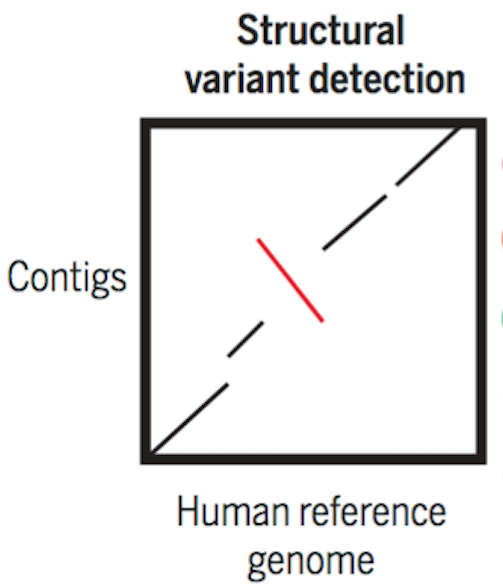 Structural
variant detection
Contigs
Human reference
genome